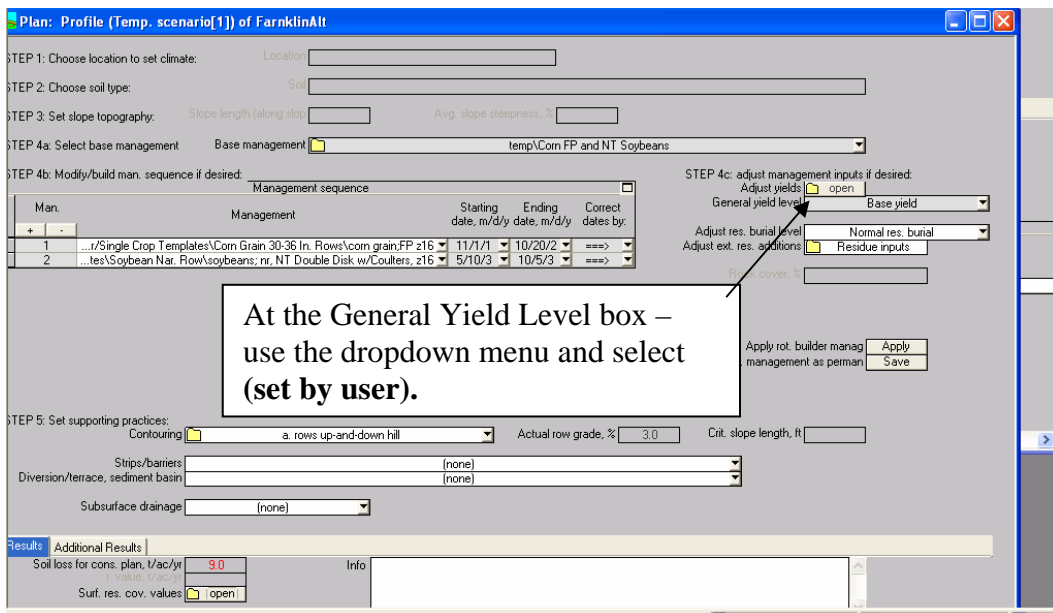 Plan: Profile (Temp. scenario[1]) of FarnklinAlt
STEP 1: Choose location to set climate: Location
STEP 2: Choose soil type: Soil
STEP 3: Set slope topography: Slope length (along slop Avg. slope steepness, %
STEP 4a: Select base management Base management temp\Corn FP and NT Soybeans
STEP 4b: Modify/build man. sequence if desired: STEP 4c: adjust management inputs if desired:
Management sequence
Adjust yields open
General yield level Base yield
Man. Management Starting date, m/d/y Ending date, m/d/y Correct dates by:
+ -
Adjust res. burial level Normal res. burial
1 ...r/Single Crop Templates\Corn Grain 30-36 In. Rows\corn grain;FP z16 11/1/1 10/20/2 ===>
Adjust ext. res. additions Residue inputs
2 ...tes\Soybean Nar. Row\soybeans; nr, NT Double Disk w/Coulters, z16 5/10/3 10/5/3 ===>
cover, %
At the General Yield Level box –
use the dropdown menu and select
(set by user).
Apply rot. builder manag Apply
management as perman Save
STEP 5: Set supporting practices:
Contouring a. rows up-and-down hill Actual row grade, % 3.0 Crit. slope length, ft
Strips/barriers (none)
Diversion/terrace, sediment basin (none)
Subsurface drainage (none)
Results Additional Results
Soil loss for cons. plan, t/ac/yr 9.0 Info
T value, t/ac/yr
Surf. res. cov. values open